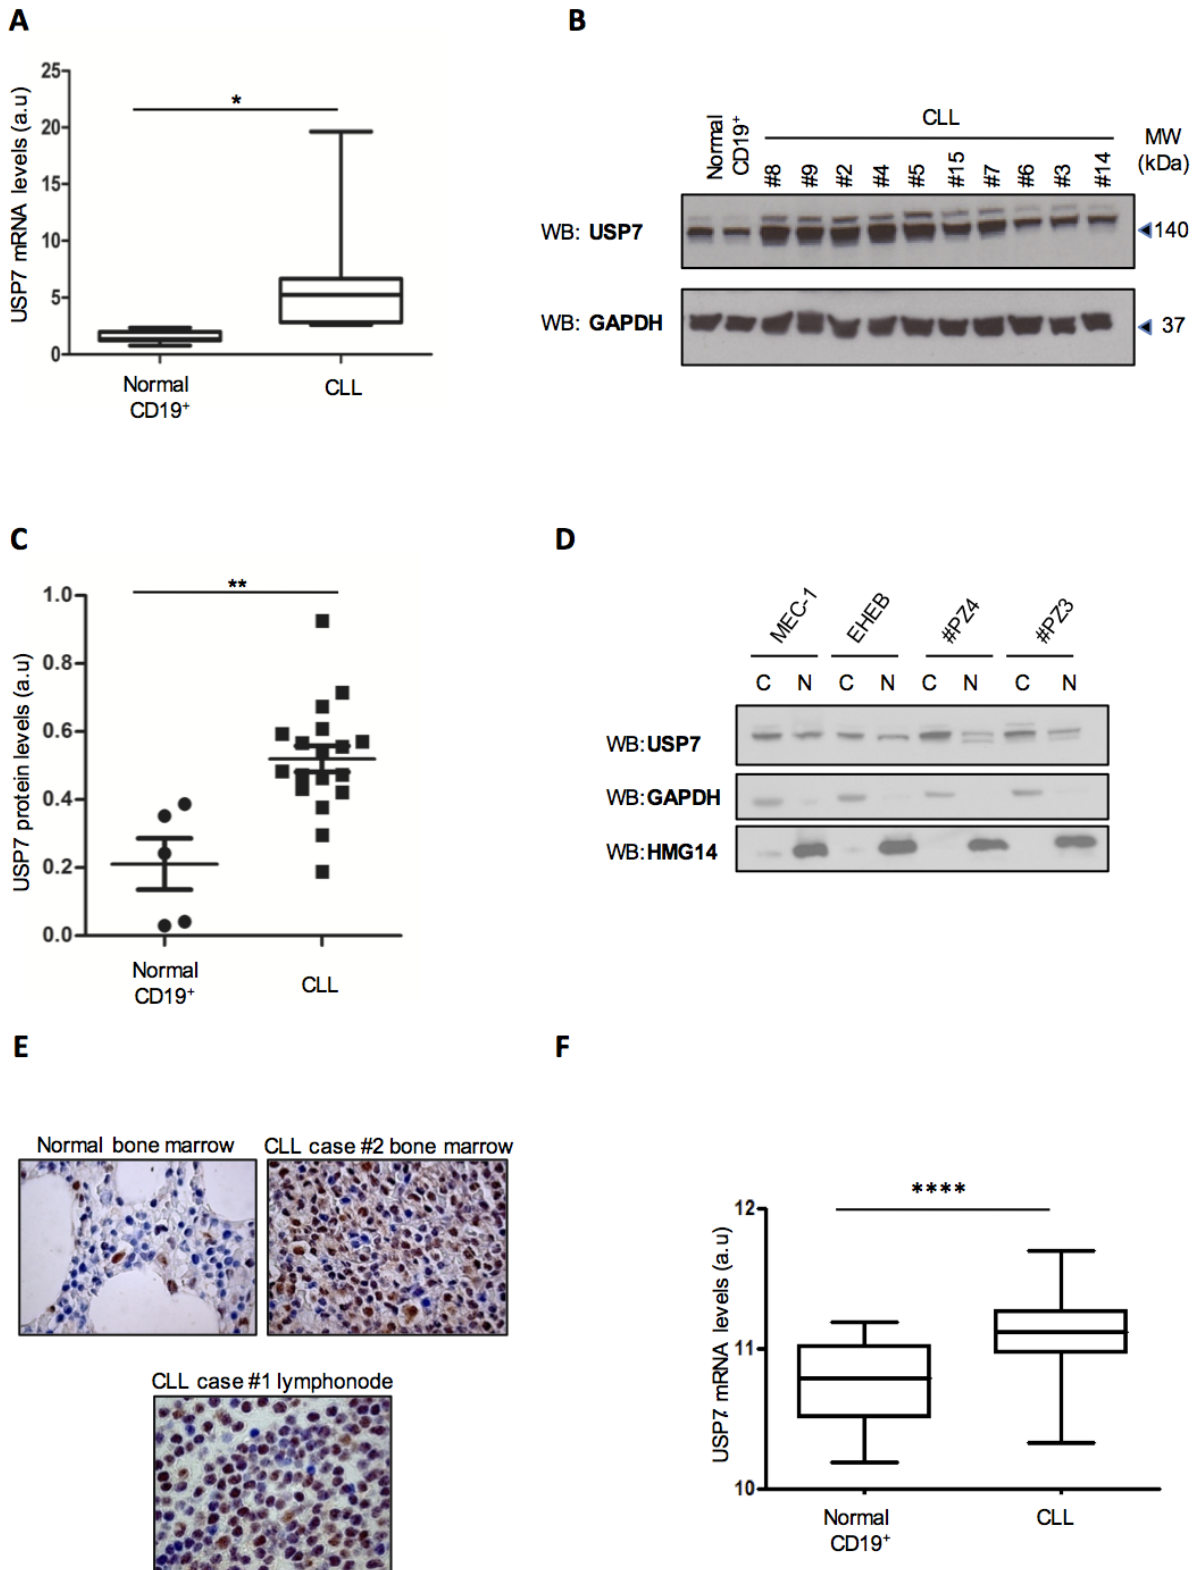 A
USP7 mRNA levels (a.u)
25
20
15
10
5
0
*
Normal
CD19+
CLL
B
Normal
CD19+
CLL
#8
#9
#2
#4
#5
#15
#7
#6
#3
#14
MW
(kDa)
WB: USP7
140
WB: GAPDH
37
C
USP7 protein levels (a.u)
1.0
0.8
0.6
0.4
0.2
0.0
**
Normal
CD19+
CLL
D
MEC-1
EHEB
#PZ4
#PZ3
C N C N C N C N
WB:USP7
WB:GAPDH
WB:HMG14
E
Normal bone marrow
CLL case #2 bone marrow
CLL case #1 lymphonode
F
USP7 mRNA levels (a.u)
12
11
10
****
Normal
CD19+
CLL